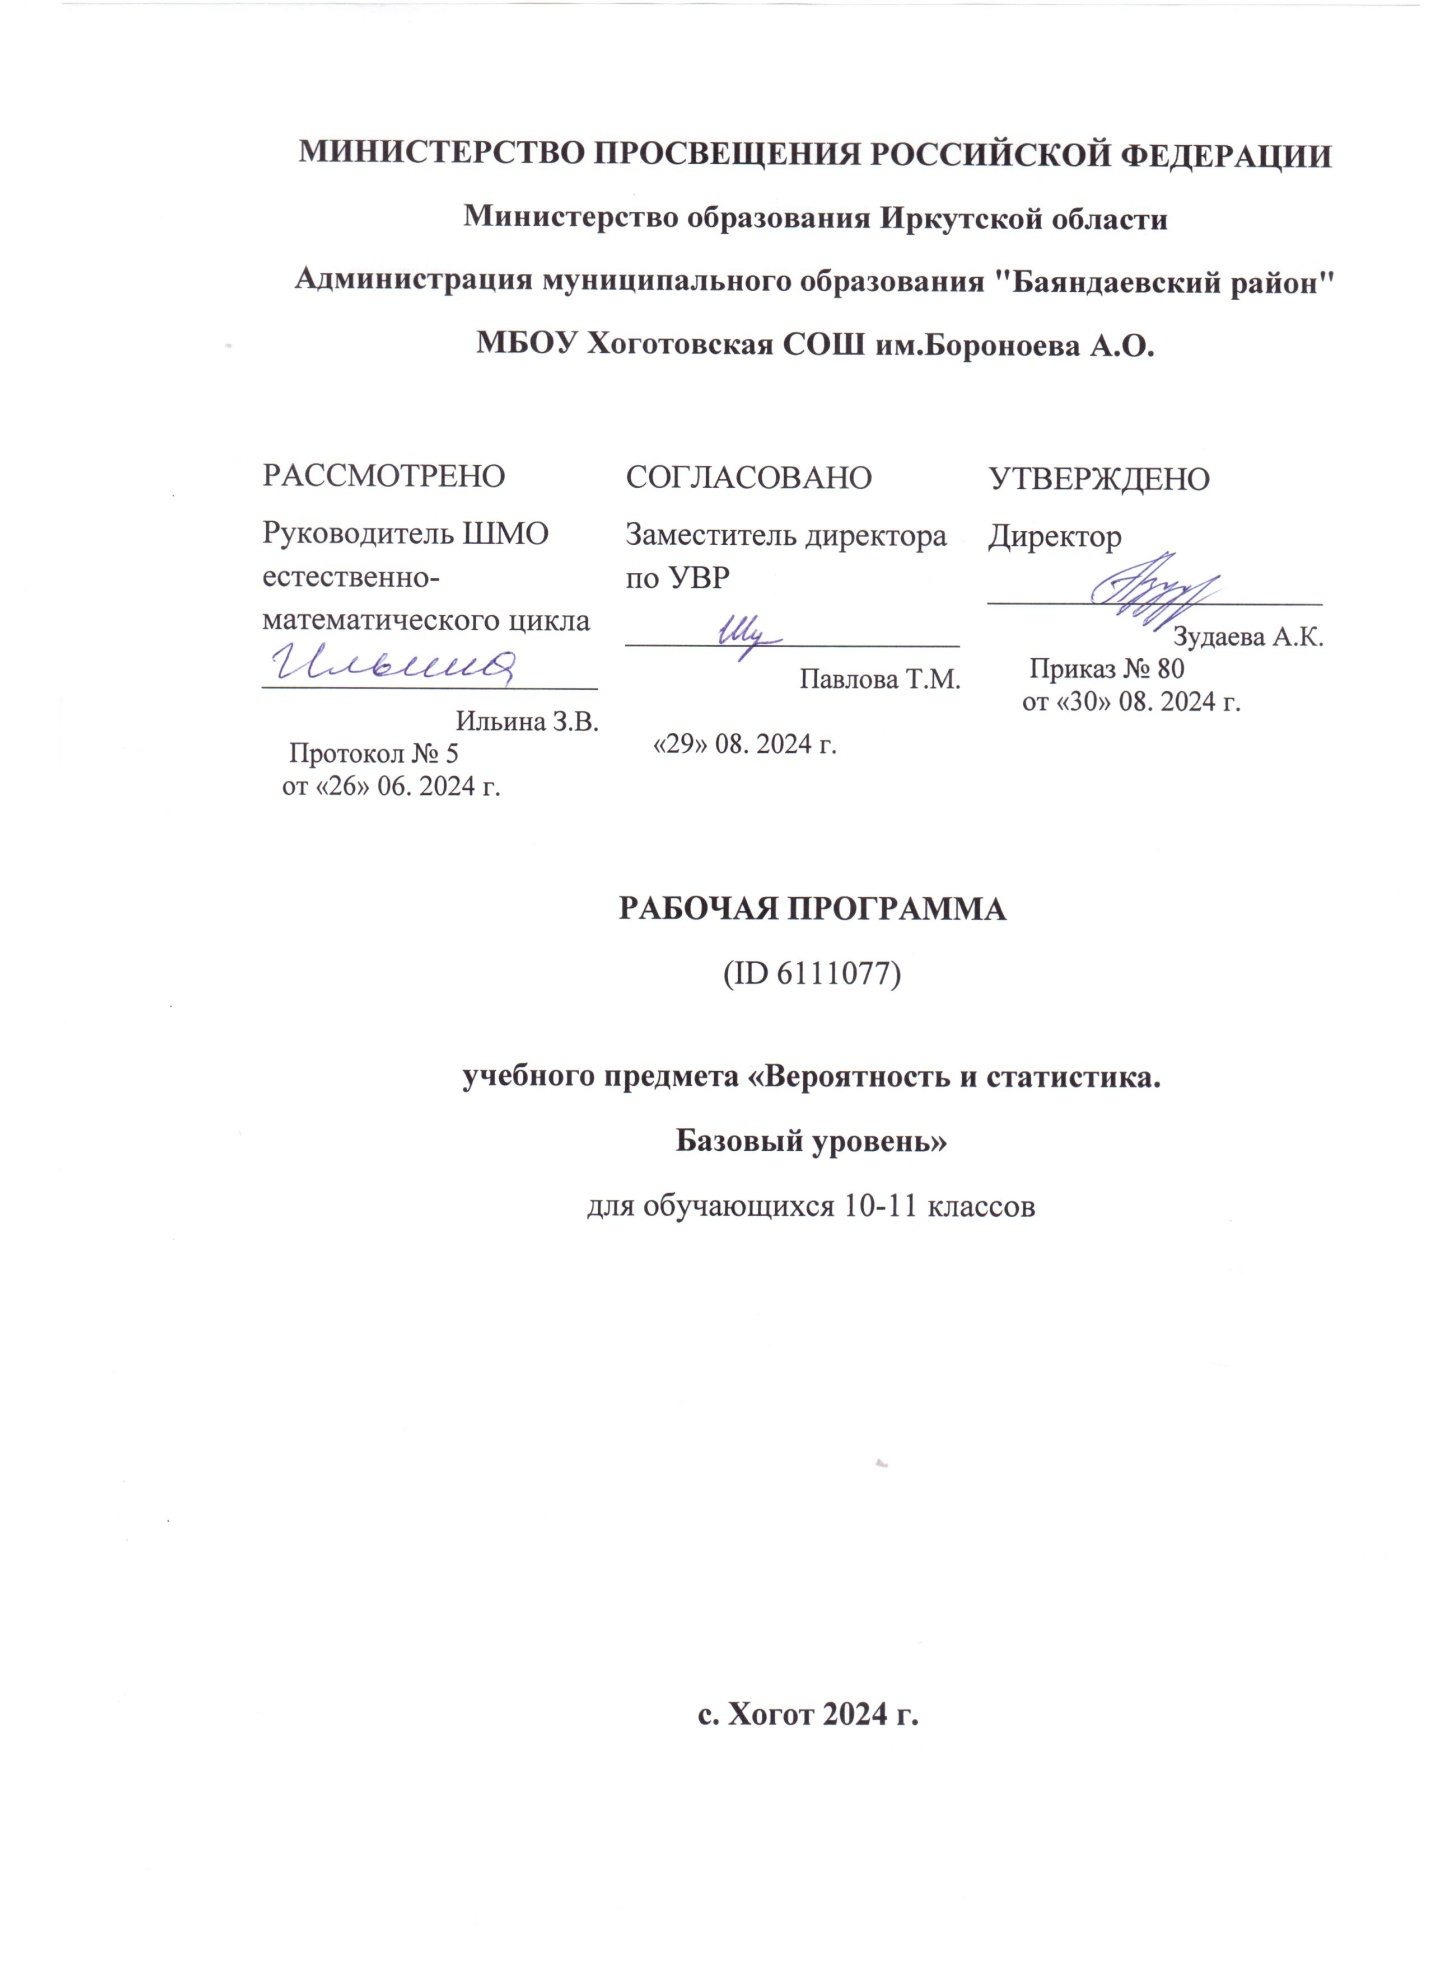 МИНИСТЕРСТВО ПРОСВЕЩЕНИЯ РОССИЙСКОЙ ФЕДЕРАЦИИ
Министерство образования Иркутской области
Администрация муниципального образования "Баяндаевский район"
МБОУ Хоготовская СОШ им.Бороноева А.О.
РАССМОТРЕНО
Руководитель ШМО
естественно-
математического цикла
Ильина
Ильина З.В.
Протокол № 5
от «26» 06. 2024 г.
СОГЛАСОВАНО
Заместитель директора
по УВР
Павлова Т.М.
«29» 08. 2024 г.
УТВЕРЖДЕНО
Директор
Зудаева А.К.
Приказ № 80
от «30» 08. 2024 г.
РАБОЧАЯ ПРОГРАММА
(ID 6111077)
учебного предмета «Вероятность и статистика.
Базовый уровень»
для обучающихся 10-11 классов
с. Хогот 2024 г.